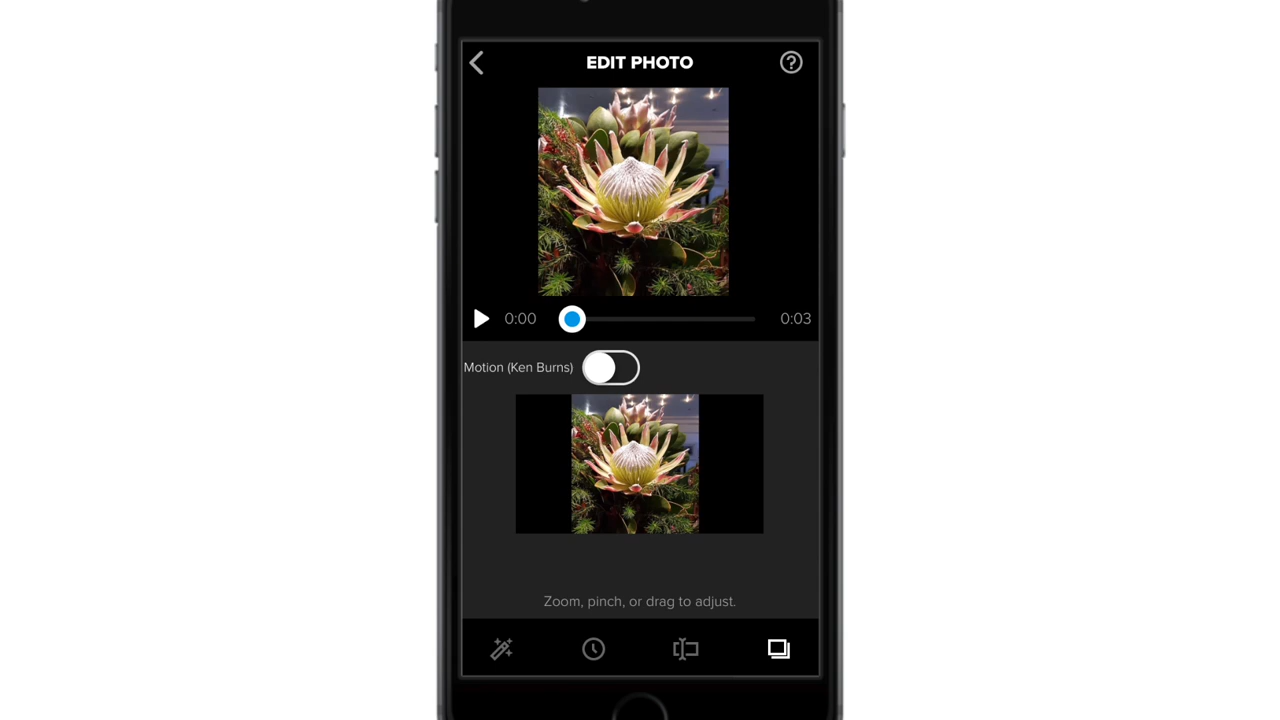 EDIT PHOTO
0:00
0:03
Motion (Ken Burns)
Zoom, pinch, or drag to adjust.